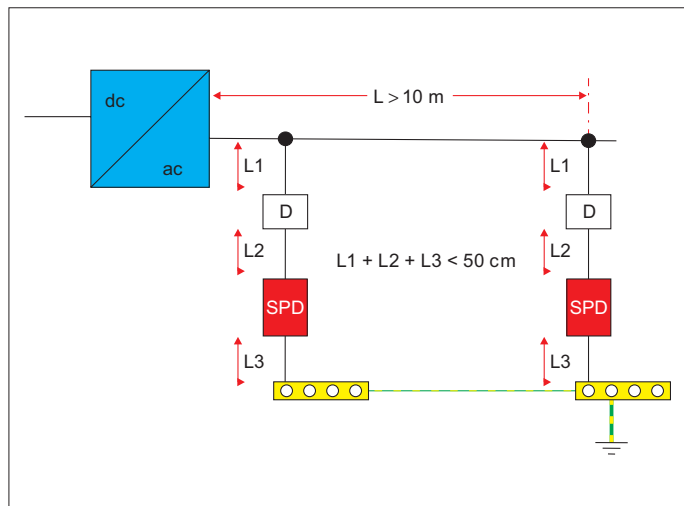 dc
ac
L > 10 m
L1
L1
D
D
L2
L2
L1 + L2 + L3 < 50 cm
SPD
SPD
L3
L3